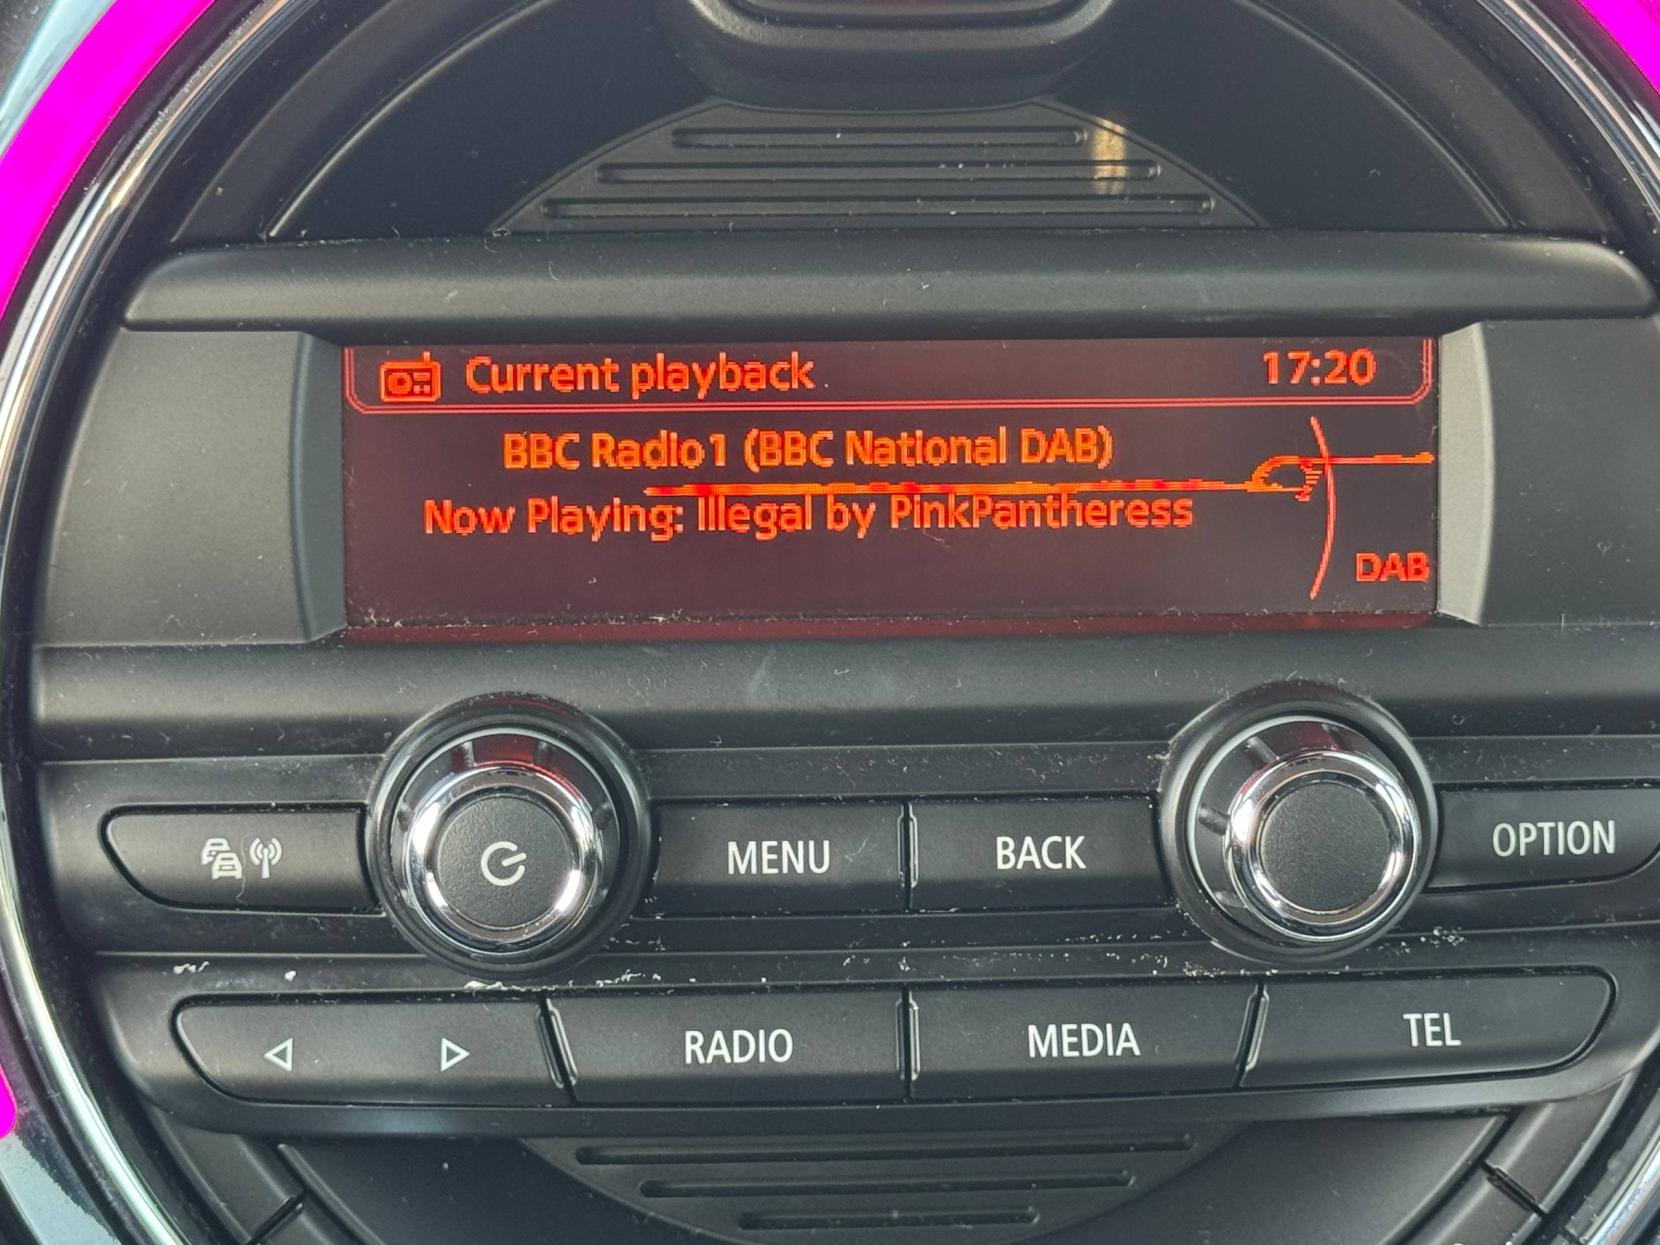 Current playback 17:20
BBC Radio1 (BBC National DAB)
Now Playing: Illegal by PinkPantheress
DAB
MENU BACK OPTION
RADIO MEDIA TEL